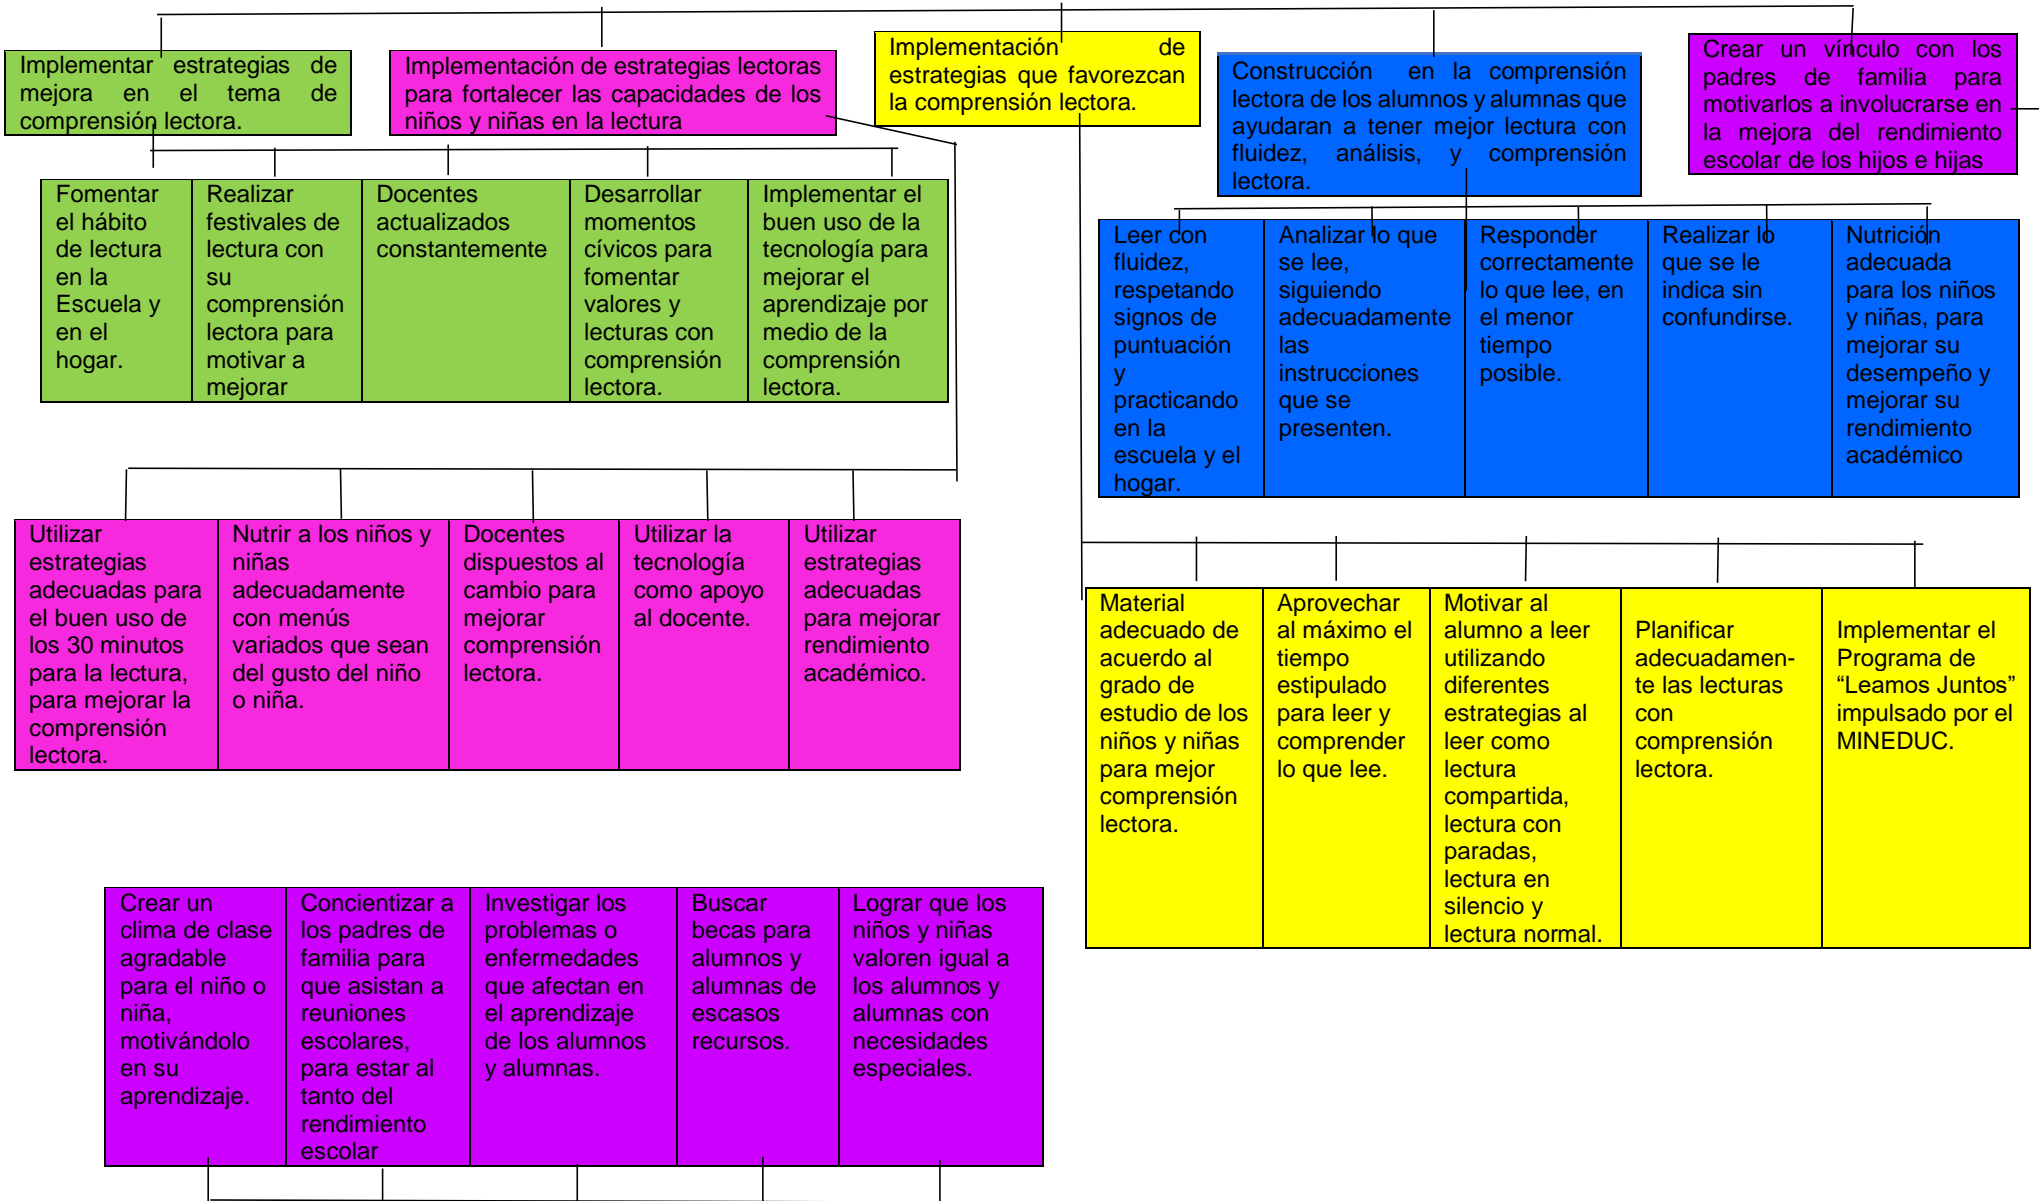 Implementar estrategias de
mejora en el tema de
comprensión lectora.
Implementación de estrategias lectoras
para fortalecer las capacidades de los
niños y niñas en la lectura
Implementación de
estrategias que favorezcan
la comprensión lectora.
Construcción en la comprensión
lectora de los alumnos y alumnas que
ayudaran a tener mejor lectura con
fluidez, análisis, y comprensión
lectora.
Crear un vínculo con los
padres de familia para
motivarlos a involucrarse en
la mejora del rendimiento
escolar de los hijos e hijas
Fomentar
el hábito
de lectura
en la
Escuela y
en el
hogar.
Realizar
festivales de
lectura con
su
comprensión
lectora para
motivar a
mejorar
Docentes
actualizados
constantemente
Desarrollar
momentos
cívicos para
fomentar
valores y
lecturas con
comprensión
lectora.
Implementar el
buen uso de la
tecnología para
mejorar el
aprendizaje por
medio de la
comprensión
lectora.
Leer con
fluidez,
respetando
signos de
puntuación
y
practicando
en la
escuela y el
hogar.
Analizar lo que
se lee,
siguiendo
adecuadamente
las
instrucciones
que se
presenten.
Responder
correctamente
lo que lee, en
el menor
tiempo
posible.
Realizar lo
que se le
indica sin
confundirse.
Nutrición
adecuada
para los niños
y niñas, para
mejorar su
desempeño y
mejorar su
rendimiento
académico
Utilizar
estrategias
adecuadas para
el buen uso de
los 30 minutos
para la lectura,
para mejorar la
comprensión
lectora.
Nutrir a los niños y
niñas
adecuadamente
con menús
variados que sean
del gusto del niño
o niña.
Docentes
dispuestos al
cambio para
mejorar
comprensión
lectora.
Utilizar la
tecnología
como apoyo
al docente.
Utilizar
estrategias
adecuadas
para mejorar
rendimiento
académico.
Material
adecuado de
acuerdo al
grado de
estudio de los
niños y niñas
para mejor
comprensión
lectora.
Aprovechar
al máximo el
tiempo
estipulado
para leer y
comprender
lo que lee.
Motivar al
alumno a leer
utilizando
diferentes
estrategias al
leer como
lectura
compartida,
lectura con
paradas,
lectura en
silencio y
lectura normal.
Planificar
adecuadamen-
te las lecturas
con
comprensión
lectora.
Implementar el
Programa de
“Leamos Juntos”
impulsado por el
MINEDUC.
Crear un
clima de clase
agradable
para el niño o
niña,
motivándolo
en su
aprendizaje.
Concientizar a
los padres de
familia para
que asistan a
reuniones
escolares,
para estar al
tanto del
rendimiento
escolar
Investigar los
problemas o
enfermedades
que afectan en
el aprendizaje
de los alumnos
y alumnas.
Buscar
becas para
alumnos y
alumnas de
escasos
recursos.
Lograr que los
niños y niñas
valoren igual a
los alumnos y
alumnas con
necesidades
especiales.